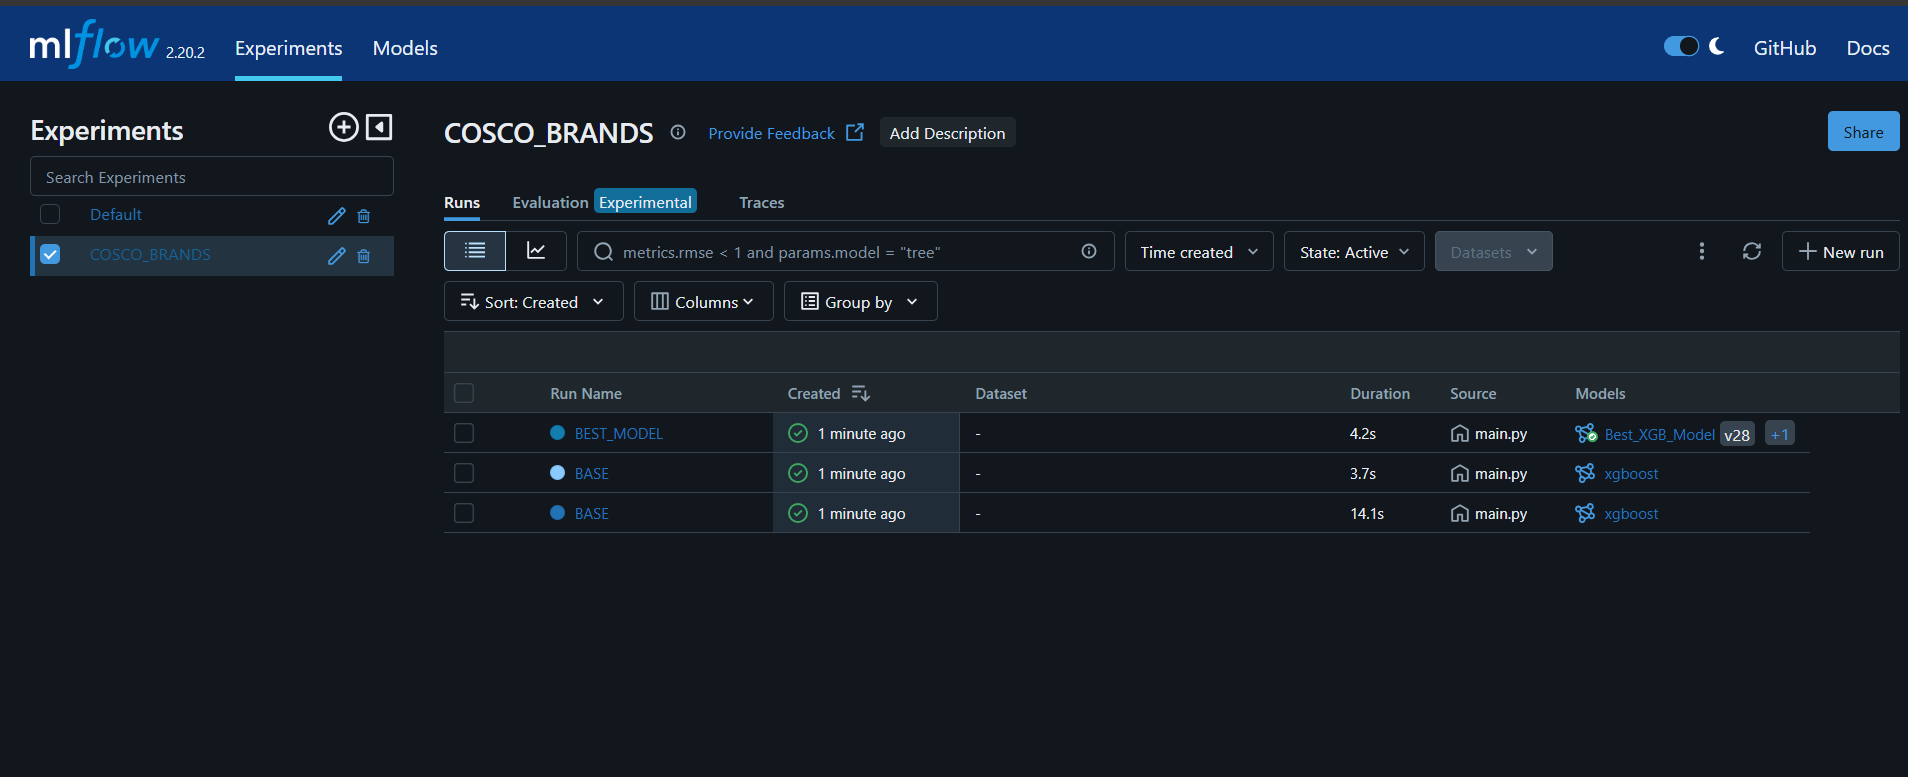 mlflow 2.20.2 Experiments Models GitHub Docs
Experiments
Search Experiments
Default
COSCO_BRANDS
COSCO_BRANDS Provide Feedback Add Description Share
Runs Evaluation Experimental Traces
metrics.rmse < 1 and params.model = "tree" Time created State: Active Datasets New run
Sort: Created Columns Group by
Run Name Created Dataset Duration Source Models
BEST_MODEL 1 minute ago - 4.2s main.py Best_XGB_Model v28 +1
BASE 1 minute ago - 3.7s main.py xgboost
BASE 1 minute ago - 14.1s main.py xgboost